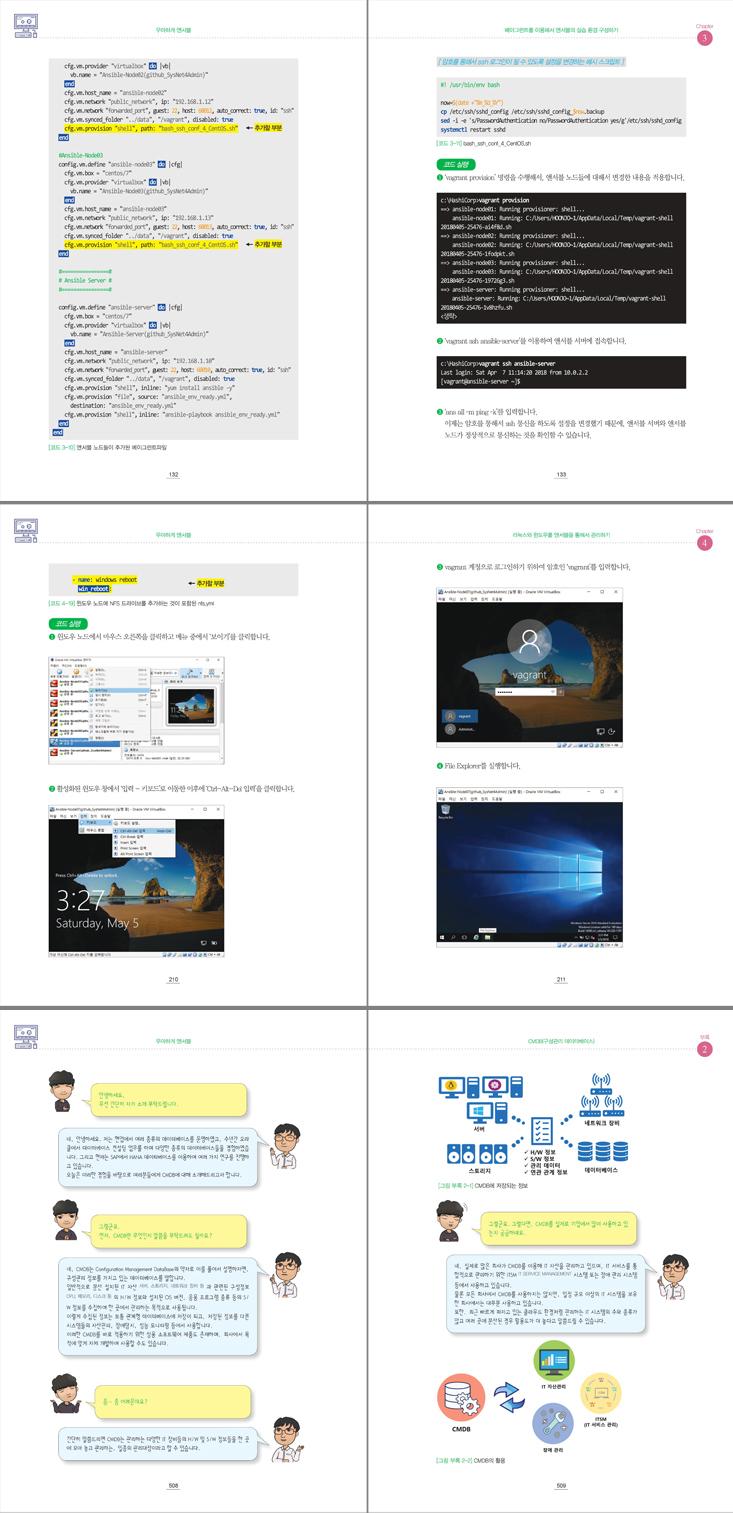 우아하게 앤서블
cfg.vm.provider "virtualbox" do |vb|
vb.name = "Ansible-Node02(github_SysNet4Admin)"
end
cfg.vm.host_name = "ansible-node02"
cfg.vm.network "public_network", ip: "192.168.1.12"
cfg.vm.network "forwarded_port", guest: 22, host: 60012, auto_correct: true, id: "ssh"
cfg.vm.synced_folder "../data", "/vagrant", disabled: true
cfg.vm.provision "shell", path: "bash_ssh_conf_4_CentOS.sh" ← 추가할 부분
end
#Ansible-Node03
config.vm.define "ansible-node03" do |cfg|
cfg.vm.box = "centos/7"
cfg.vm.provider "virtualbox" do |vb|
vb.name = "Ansible-Node03(github_SysNet4Admin)"
end
cfg.vm.host_name = "ansible-node03"
cfg.vm.network "public_network", ip: "192.168.1.13"
cfg.vm.network "forwarded_port", guest: 22, host: 60013, auto_correct: true, id: "ssh"
cfg.vm.synced_folder "../data", "/vagrant", disabled: true
cfg.vm.provision "shell", path: "bash_ssh_conf_4_CentOS.sh" ← 추가할 부분
end
#================#
# Ansible Server #
#================#
config.vm.define "ansible-server" do |cfg|
cfg.vm.box = "centos/7"
cfg.vm.provider "virtualbox" do |vb|
vb.name = "Ansible-Server(github_SysNet4Admin)"
end
cfg.vm.host_name = "ansible-server"
cfg.vm.network "public_network", ip: "192.168.1.10"
cfg.vm.network "forwarded_port", guest: 22, host: 60010, auto_correct: true, id: "ssh"
cfg.vm.synced_folder "../data", "/vagrant", disabled: true
cfg.vm.provision "shell", inline: "yum install ansible -y"
cfg.vm.provision "file", source: "ansible_env_ready.yml",
destination: "ansible_env_ready.yml"
cfg.vm.provision "shell", inline: "ansible-playbook ansible_env_ready.yml"
end
end
[코드 3-10] 앤서블 노드들이 추가된 베이그런트파일
132
베이그런트를 이용해서 앤서블의 실습 환경 구성하기
Chapter
3
[ 암호를 통해서 ssh 로그인이 될 수 있도록 설정을 변경하는 배시 스크립트 ]
#! /usr/bin/env bash
now=$(date +"%m_%d_%Y")
cp /etc/ssh/sshd_config /etc/ssh/sshd_config_$now.backup
sed -i -e 's/PasswordAuthentication no/PasswordAuthentication yes/g' /etc/ssh/sshd_config
systemctl restart sshd
[코드 3-11] bash_ssh_conf_4_CentOS.sh
코드 실행
❶ 'vagrant provision' 명령을 수행해서, 앤서블 노드들에 대해서 변경한 내용을 적용합니다.
c:\HashiCorp>vagrant provision
==> ansible-node01: Running provisioner: shell...
ansible-node01: Running: C:/Users/HOONJO~1/AppData/Local/Temp/vagrant-shell
20180405-25476-ai4f8d.sh
==> ansible-node02: Running provisioner: shell...
ansible-node02: Running: C:/Users/HOONJO~1/AppData/Local/Temp/vagrant-shell
20180405-25476-1fodpkt.sh
==> ansible-node03: Running provisioner: shell...
ansible-node03: Running: C:/Users/HOONJO~1/AppData/Local/Temp/vagrant-shell
20180405-25476-19726g3.sh
==> ansible-server: Running provisioner: shell...
ansible-server: Running: C:/Users/HOONJO~1/AppData/Local/Temp/vagrant-shell
20180405-25476-1v8hzfu.sh
<생략>
❷ 'vagrant ssh ansible-server'를 이용하여 앤서블 서버에 접속합니다.
c:\HashiCorp>vagrant ssh ansible-server
Last login: Sat Apr 7 11:14:20 2018 from 10.0.2.2
[vagrant@ansible-server ~]$
❸ 'ans all -m ping -k'를 입력합니다.
이제는 암호를 통해서 ssh 통신을 하도록 설정을 변경했기 때문에, 앤서블 서버와 앤서블
노드가 정상적으로 통신하는 것을 확인할 수 있습니다.
133
우아하게 앤서블
- name: windows reboot
win_reboot: ← 추가할 부분
[코드 4-19] 윈도우 노드에 NFS 드라이브를 추가하는 것이 포함된 nfs.yml
코드 실행
❶ 윈도우 노드에서 마우스 오른쪽을 클릭하고 메뉴 중에서 '보이기'를 클릭합니다.
❷ 활성화된 윈도우 창에서 '입력 - 키보드'로 이동한 이후에 'Ctrl-Alt-Del 입력'을 클릭합니다.
Press Ctrl+Alt+Delete to unlock.
3:27
Saturday, May 5
210
리눅스와 윈도우를 앤서블을 통해서 관리하기
Chapter
4
❸ vagrant 계정으로 로그인하기 위하여 암호인 'vagrant'를 입력합니다.
vagrant
vagrant
❹ File Explorer를 실행합니다.
211
우아하게 앤서블
안녕하세요.
우선 간단히 자기 소개 부탁드립니다.
네, 안녕하세요. 저는 현업에서 여러 종류의 데이터베이스를 운영하였고, 수년간 오라
클에서 데이터베이스 컨설팅 업무를 하며 다양한 종류의 데이터베이스들을 경험하였습
니다. 그리고 현재는 SAP에서 HANA 데이터베이스를 이용하여 여러 가지 연구를 진행하
고 있습니다.
오늘은 이러한 경험을 바탕으로 여러분들에게 CMDB에 대해 소개해드리고자 합니다.
그렇군요.
먼저, CMDB란 무엇인지 말씀을 부탁드려도 될까요?
네, CMDB는 Configuration Management DataBase의 약자로 이를 풀어서 설명하자면,
구성관리 정보를 가지고 있는 데이터베이스를 말합니다.
일반적으로 분산 설치된 IT 자산 서버, 스토리지, 네트워크 장비 등 과 관련된 구성정보
CPU, 메모리, 디스크 등 의 H/W 정보와 설치된 OS 버전, 응용 프로그램 종류 등의 S/
W 정보를 수집하여 한 곳에서 관리하는 목적으로 사용됩니다.
이렇게 수집된 정보는 보통 관계형 데이터베이스에 저장이 되고, 저장된 정보를 다른
시스템들의 자산관리, 장애탐지, 성능 모니터링 등에서 사용합니다.
이러한 CMDB를 바로 적용하기 위한 상용 소프트웨어 제품도 존재하며, 회사에서 목
적에 맞게 자체 개발하여 사용할 수도 있습니다.
음… 좀 어려운데요?
간단히 말씀드리면 CMDB는 관리하는 다양한 IT 장비들의 H/W 및 S/W 정보들을 한 곳
에 모아 놓고 관리하는, 일종의 관리대장이라고 할 수 있습니다.
508
CMDB(구성관리 데이터베이스)
부록
2
서버
네트워크 장비
스토리지
✓ H/W 정보
✓ S/W 정보
✓ 관리 데이터
✓ 연관 관계 정보
데이터베이스
[그림 부록 2-1] CMDB에 저장되는 정보
그렇군요. 그렇다면, CMDB를 실제로 기업에서 많이 사용하고 있
는지 궁금하네요.
네, 실제로 많은 회사가 CMDB를 이용해 IT 자산을 관리하고 있으며, IT 서비스를 통
합적으로 관리하기 위한 ITSM IT SERVICE MANAGEMENT 시스템 또는 장애 관리 시스템
등에서 사용하고 있습니다.
물론 모든 회사에서 CMDB를 사용하지는 않지만, 일정 규모 이상의 IT 시스템을 보유
한 회사에서는 대부분 사용하고 있습니다.
또한, 최근 빠르게 퍼지고 있는 클라우드 환경처럼 관리하는 IT 시스템의 수와 종류가
많고 여러 곳에 분산된 경우 활용도가 더 높다고 말씀드릴 수 있습니다.
CMDB
IT 자산관리
ITSM
(IT 서비스 관리)
장애 관리
[그림 부록 2-2] CMDB의 활용
509